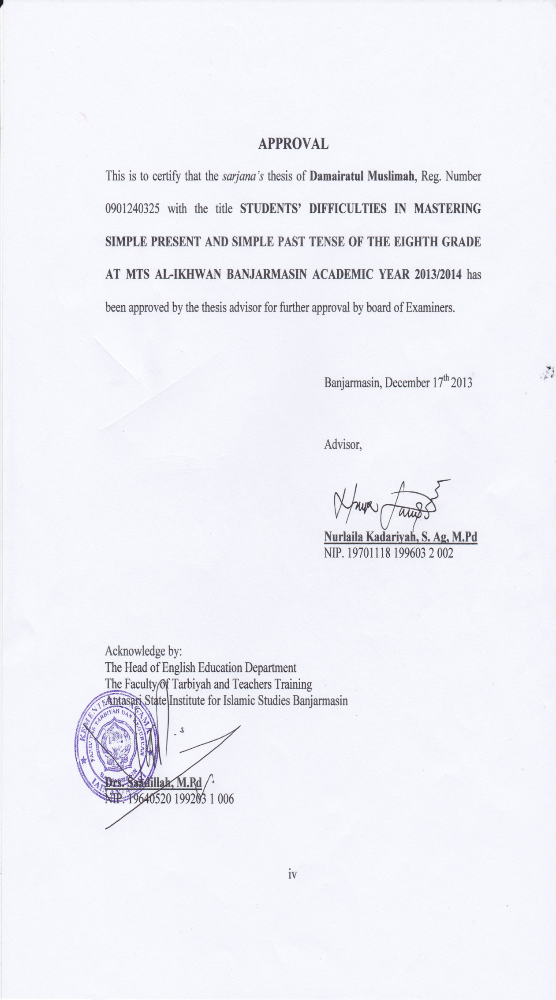 APPROVAL
This is to certify that the sarjana's thesis of Damairatul Muslimah, Reg. Number
0901240325 with the title STUDENTS' DIFFICULTIES IN MASTERING
SIMPLE PRESENT AND SIMPLE PAST TENSE OF THE EIGHTH GRADE
AT MTS AL-IKHWAN BANJARMASIN ACADEMIC YEAR 2013/2014 has
been approved by the thesis advisor for further approval by board of Examiners.
Banjarmasin, December 17th 2013
Advisor,
Nurlaila Kadariyah, S. Ag, M.Pd
NIP. 19701118 199603 2 002
Acknowledge by:
The Head of English Education Department
The Faculty of Tarbiyah and Teachers Training
Antasari State Institute for Islamic Studies Banjarmasin
KEMENTERIAN AGAMA
FAKULTAS TARBIYAH DAN KEGURUAN
BANJARMASIN
IAIN ANTASARI
Drs. Saadillah, M.Pd
NIP. 19640520 199203 1 006
iv